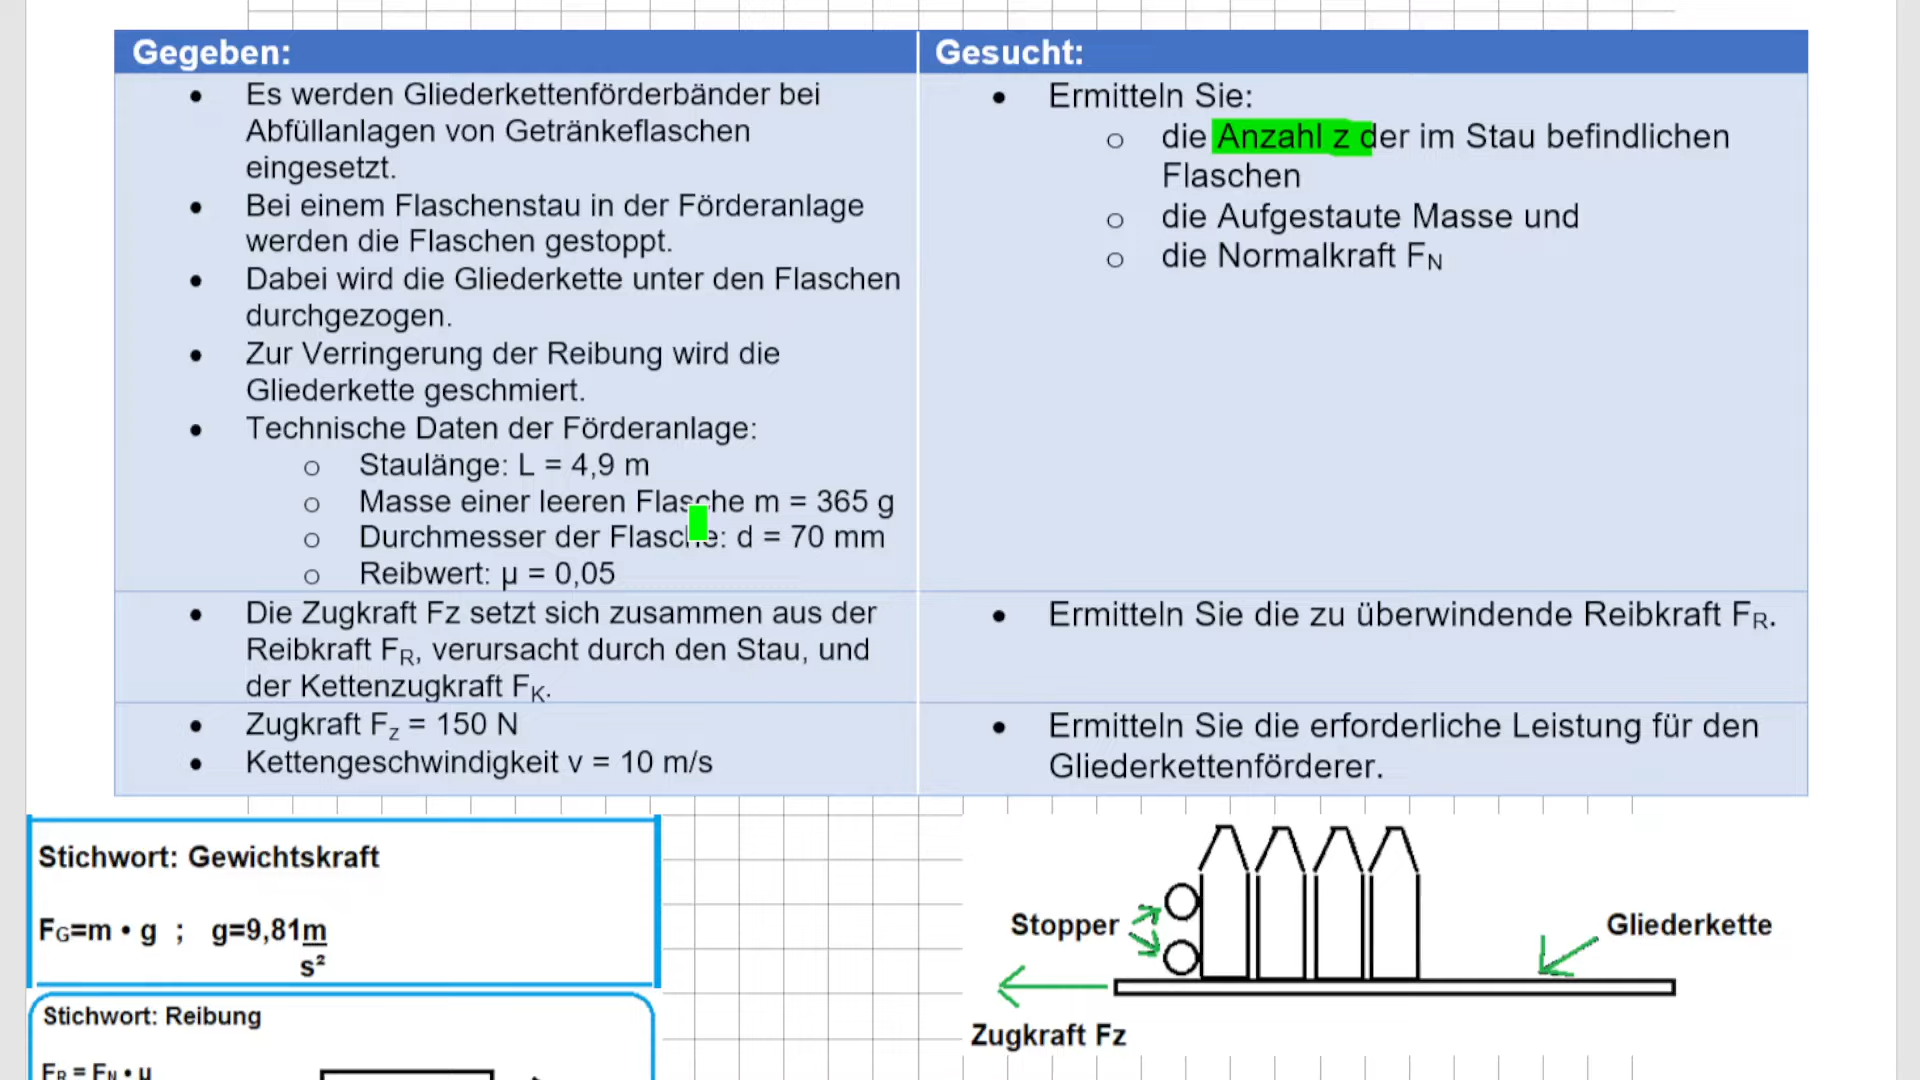 Gegeben:
Es werden Gliederkettenförderbänder bei
Abfüllanlagen von Getränkeflaschen
eingesetzt.
Bei einem Flaschenstau in der Förderanlage
werden die Flaschen gestoppt.
Dabei wird die Gliederkette unter den Flaschen
durchgezogen.
Zur Verringerung der Reibung wird die
Gliederkette geschmiert.
Technische Daten der Förderanlage:
Staulänge: L = 4,9 m
Masse einer leeren Flasche m = 365 g
Durchmesser der Flasche: d = 70 mm
Reibwert: µ = 0,05
Gesucht:
Ermitteln Sie:
die Anzahl z der im Stau befindlichen
Flaschen
die Aufgestaute Masse und
die Normalkraft FN
Die Zugkraft Fz setzt sich zusammen aus der
Reibkraft FR, verursacht durch den Stau, und
der Kettenzugkraft FK.
Ermitteln Sie die zu überwindende Reibkraft FR.
Zugkraft Fz = 150 N
Kettengeschwindigkeit v = 10 m/s
Ermitteln Sie die erforderliche Leistung für den
Gliederkettenförderer.
Stichwort: Gewichtskraft
FG=m • g ; g=9,81m
s²
Stichwort: Reibung
FR = FN • µ
Stopper
Gliederkette
Zugkraft Fz